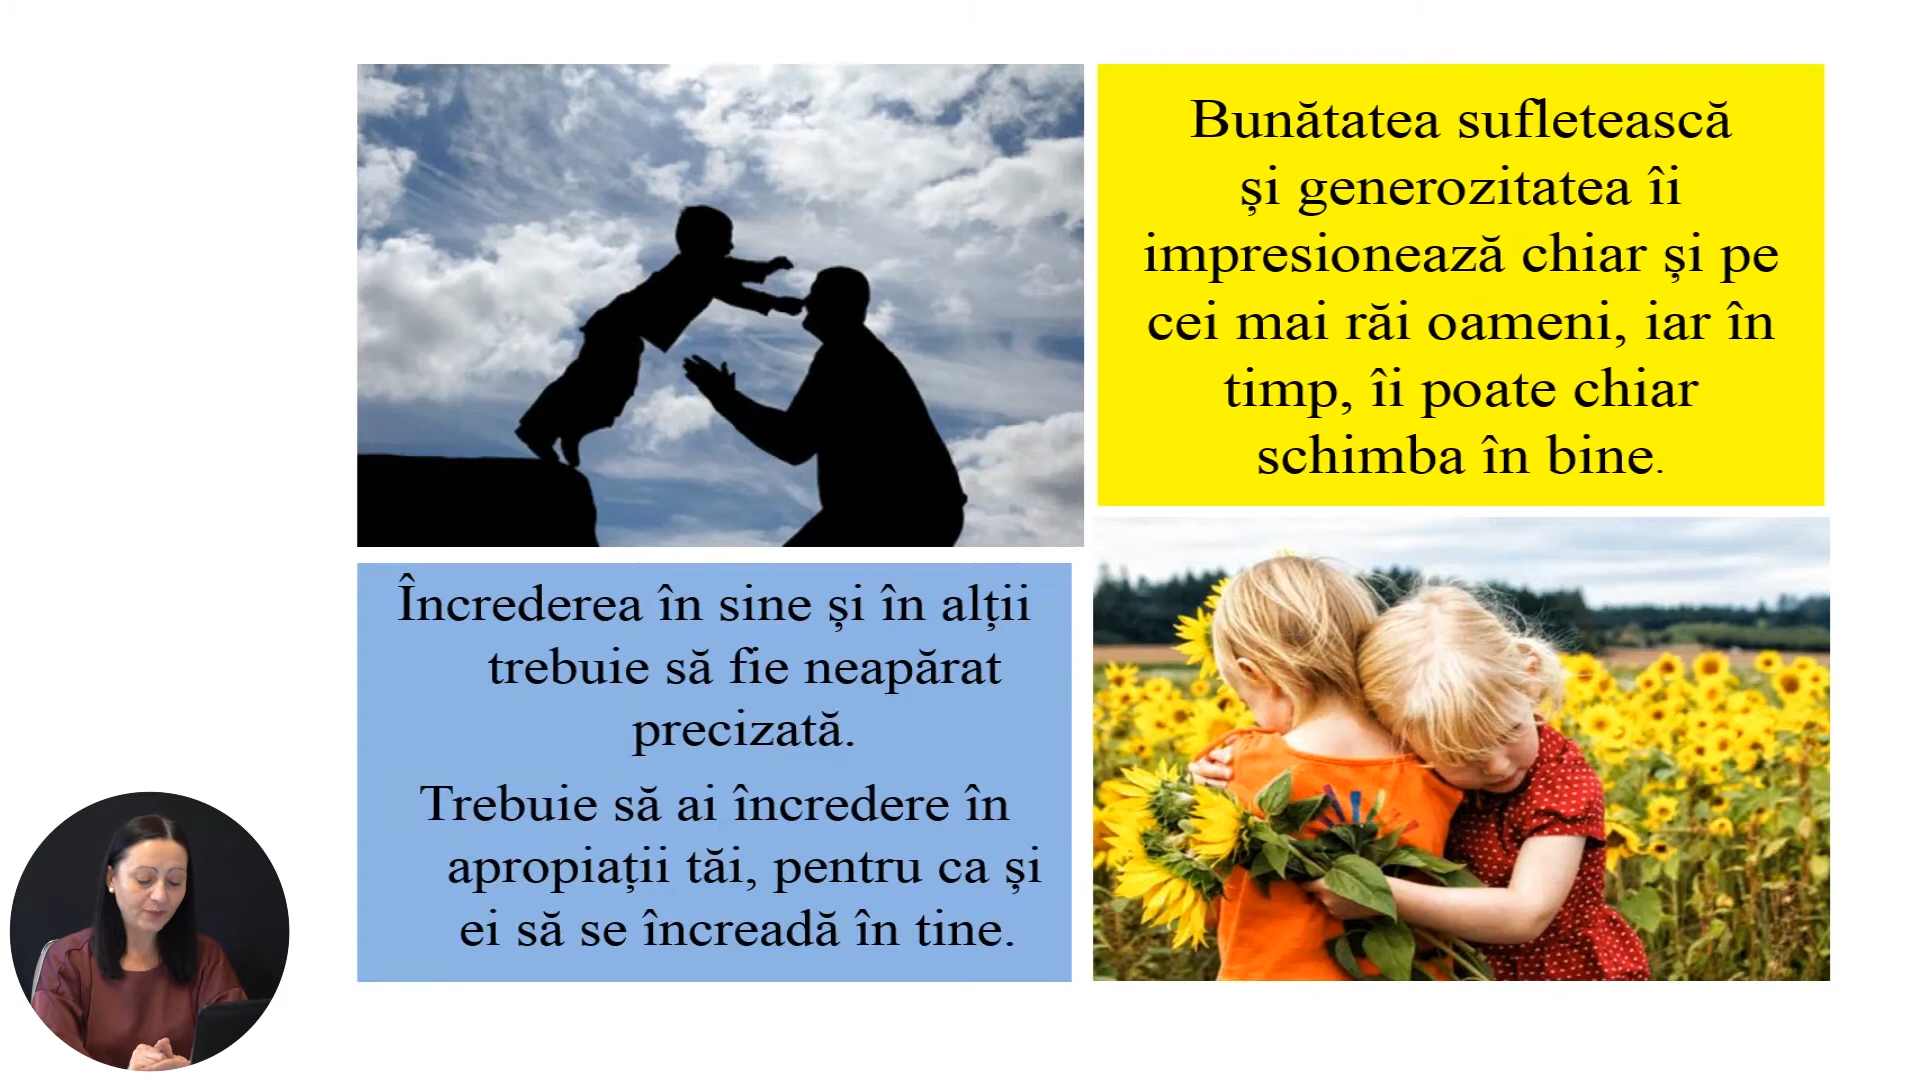 Bunătatea sufletească
și generozitatea îi
impresionează chiar și pe
cei mai răi oameni, iar în
timp, îi poate chiar
schimba în bine.
Încrederea în sine și în alții
trebuie să fie neapărat
precizată.
Trebuie să ai încredere în
apropiații tăi, pentru ca și
ei să se încreadă în tine.